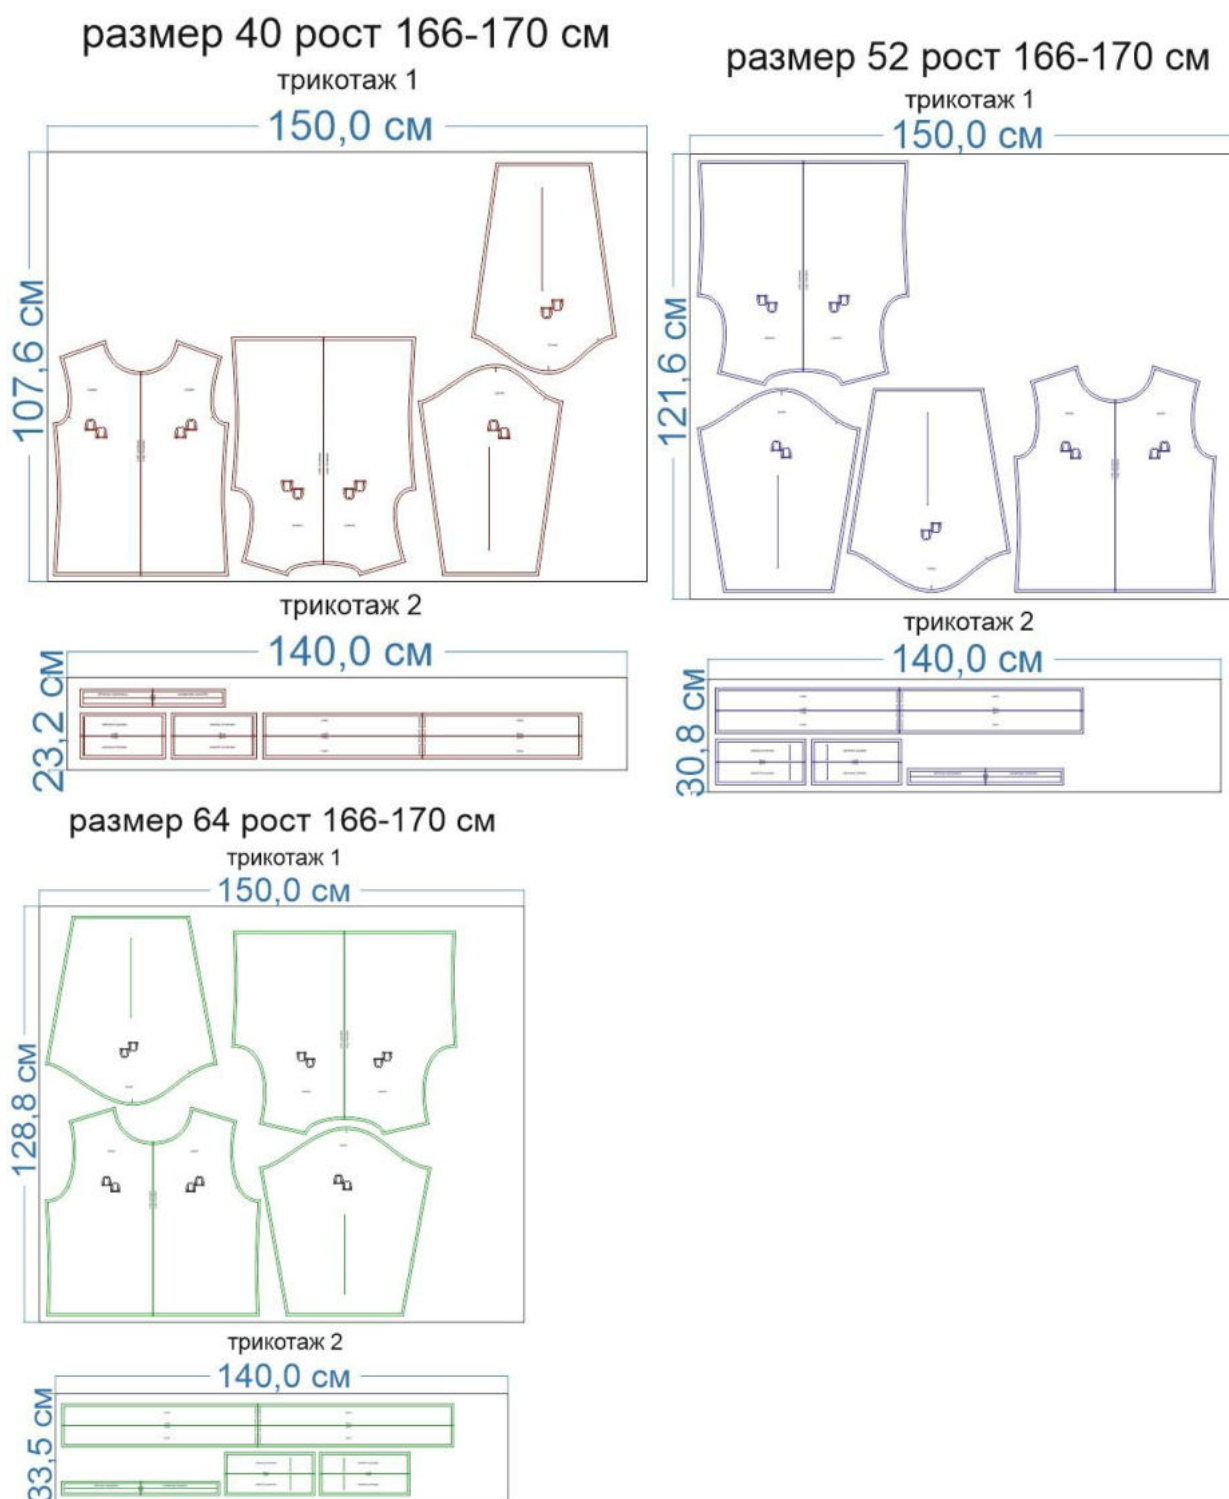 размер 40 рост 166-170 см
трикотаж 1
150,0 см
107,6 см
трикотаж 2
140,0 см
23,2 см
размер 52 рост 166-170 см
трикотаж 1
150,0 см
121,6 см
трикотаж 2
140,0 см
30,8 см
размер 64 рост 166-170 см
трикотаж 1
150,0 см
128,8 см
трикотаж 2
140,0 см
33,5 см